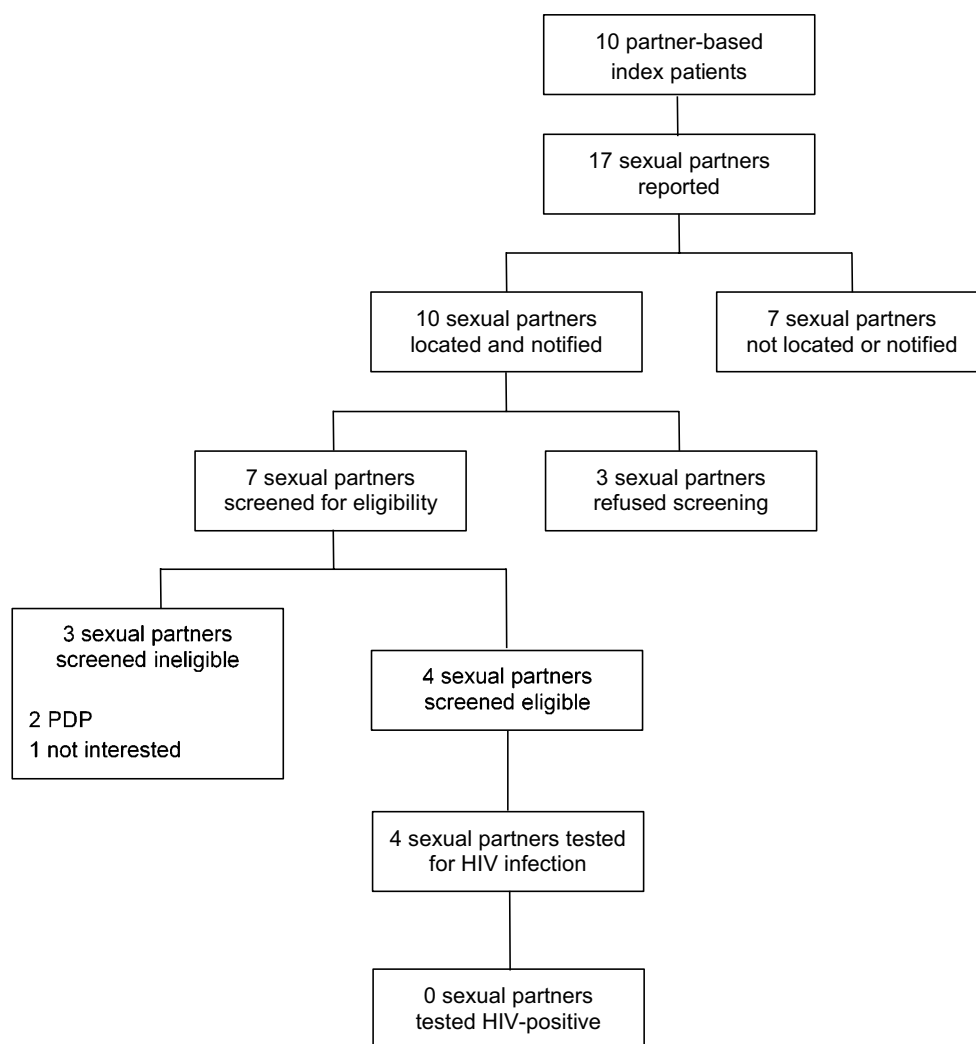 10 partner-based
index patients
17 sexual partners
reported
10 sexual partners
located and notified
7 sexual partners
not located or notified
7 sexual partners
screened for eligibility
3 sexual partners
refused screening
3 sexual partners
screened ineligible
2 PDP
1 not interested
4 sexual partners
screened eligible
4 sexual partners tested
for HIV infection
0 sexual partners
tested HIV-positive